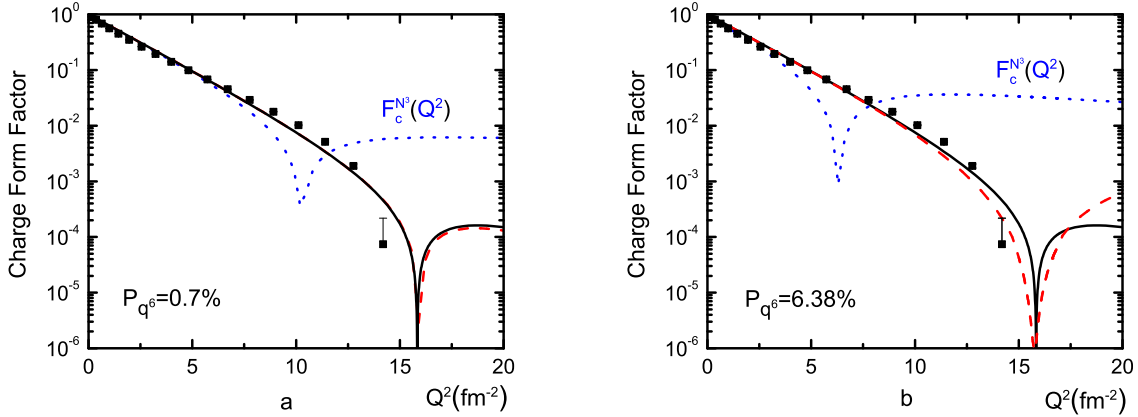 Charge Form Factor
10^0
10^-1
10^-2
10^-3
10^-4
10^-5
10^-6
F_c^{N^3}(Q^2)
P_{q^6}=0.7%
0 5 10 15 20
a
Q^2(fm^-2)
Charge Form Factor
10^0
10^-1
10^-2
10^-3
10^-4
10^-5
10^-6
F_c^{N^3}(Q^2)
P_{q^6}=6.38%
0 5 10 15 20
b
Q^2(fm^-2)